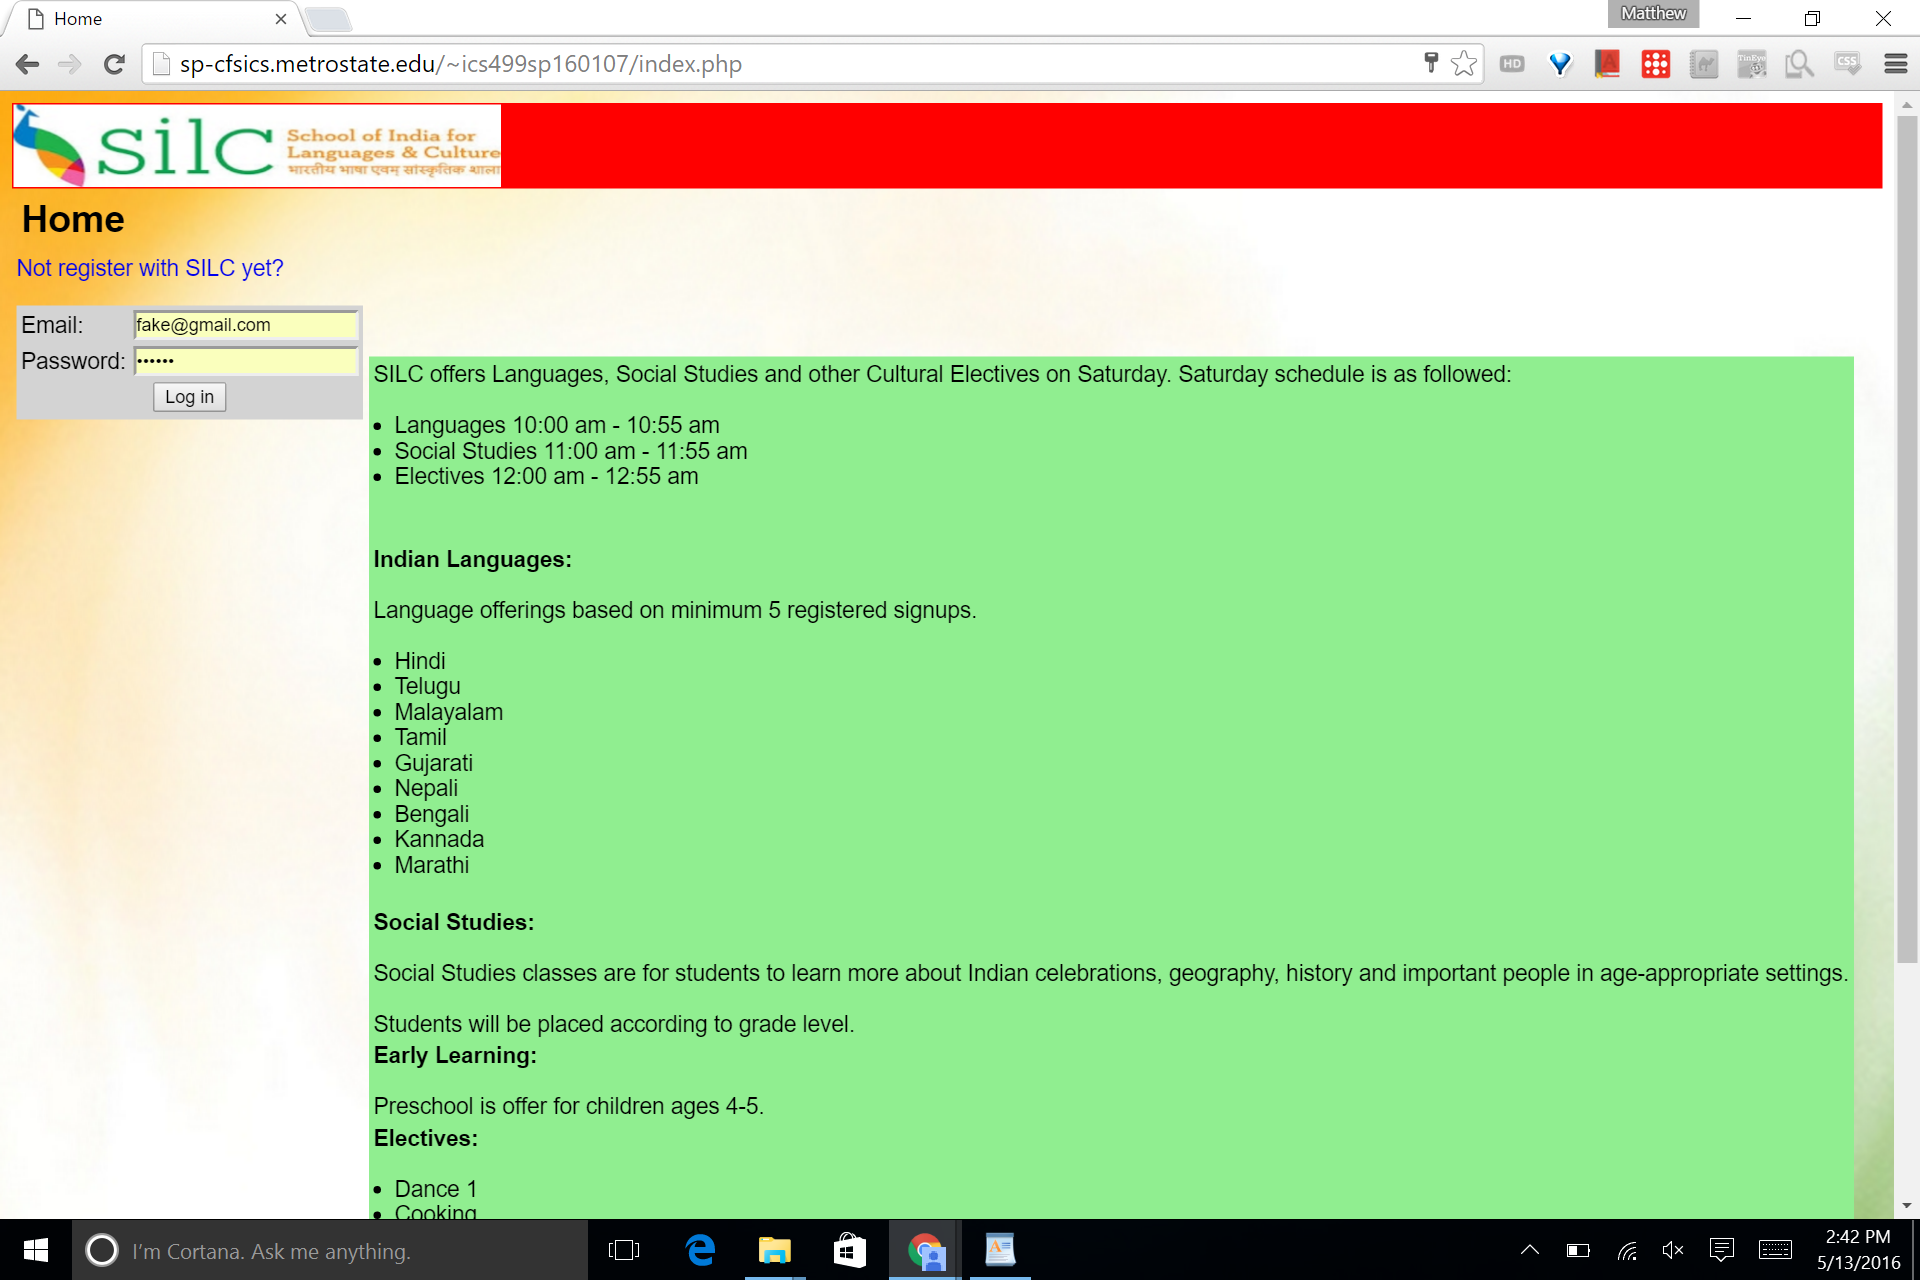 Home
Matthew
sp-cfsics.metrostate.edu/~ics499sp160107/index.php
HD
TinEye
CSS
silc
School of India for
Languages & Culture
भारतीय भाषा एवम् सांस्कृतिक शाला
Home
Not register with SILC yet?
Email: fake@gmail.com
Password: ••••••
Log in
SILC offers Languages, Social Studies and other Cultural Electives on Saturday. Saturday schedule is as followed:
• Languages 10:00 am - 10:55 am
• Social Studies 11:00 am - 11:55 am
• Electives 12:00 am - 12:55 am
Indian Languages:
Language offerings based on minimum 5 registered signups.
• Hindi
• Telugu
• Malayalam
• Tamil
• Gujarati
• Nepali
• Bengali
• Kannada
• Marathi
Social Studies:
Social Studies classes are for students to learn more about Indian celebrations, geography, history and important people in age-appropriate settings.
Students will be placed according to grade level.
Early Learning:
Preschool is offer for children ages 4-5.
Electives:
• Dance 1
• Cooking
I'm Cortana. Ask me anything.
2:42 PM
5/13/2016